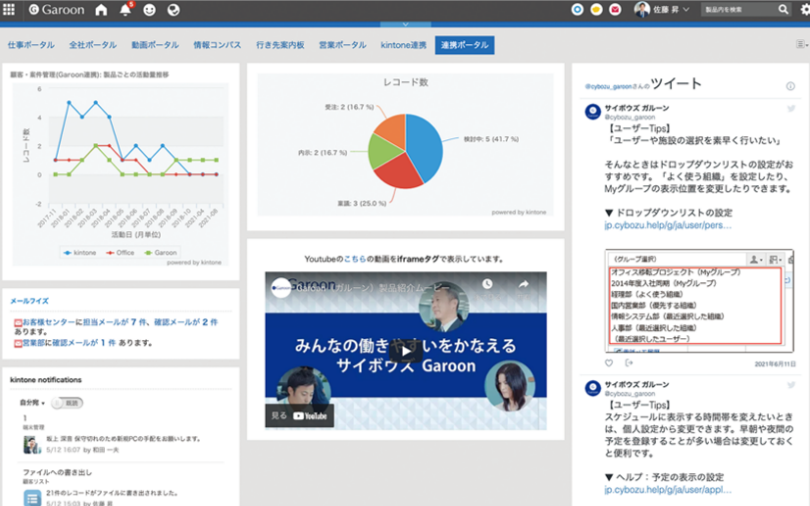 Garoon
5
佐藤 昇
製品内を検索
仕事ポータル 全社ポータル 動画ポータル 情報コンパス 行き先案内板 営業ポータル kintone連携 連携ポータル
顧客・案件管理(Garoon連携): 製品ごとの活動量推移
レコード数
6
4
2
0
-2
2017-11
2018-01
2018-02
2018-03
2018-04
2018-05
2018-06
2018-08
2021-04
2021-08
活動日 (月単位)
kintone Office Garoon
powered by kintone
メールワイズ
お客様センターに担当メールが 7 件、確認メールが 2 件
あります。
営業部に確認メールが 1 件 あります。
kintone notifications
自分宛
既読
1
坂上 深雪 保守切れのため新規PCの手配をお願いします。
5/12 16:07 by 和田 一夫
ファイルへの書き出し
顧客リスト
21件のレコードがファイルに書き出されました。
5/12 15:03 by 佐藤 昇
レコード数
受注: 2 (16.7 %)
検討中: 5 (41.7 %)
内示: 2 (16.7 %)
稟議: 3 (25.0 %)
powered by kintone
Youtubeのこちらの動画をiframeタグで表示しています。
Garoon
ガルーン）製品紹介ムービー
みんなの働きやすいをかなえる
サイボウズ Garoon
見る YouTube
@cybozu_garoonさんのツイート
サイボウズ ガルーン
@cybozu_garoon
【ユーザーTips】
「ユーザーや施設の選択を素早く行いたい」
そんなときはドロップダウンリストの設定がお
すすめです。「よく使う組織」を設定したり、
Myグループの表示位置を変更したりできます。
▼ ドロップダウンリストの設定
jp.cybozu.help/g/ja/user/pers…
(グループ選択)
オフィス移転プロジェクト（Myグループ）
2014年度入社同期（Myグループ）
経理部（よく使う組織）
国内営業部（優先する組織）
情報システム部（最近選択した組織）
人事部（最近選択した組織）
（最近選択したユーザー）
2021年6月11日
サイボウズ ガルーン
@cybozu_garoon
【ユーザーTips】
スケジュールに表示する時間帯を変えたいとき
は、個人設定から変更できます。早朝や夜間の
予定を登録することが多い場合は変更しておく
と便利です。
▼ ヘルプ：予定の表示の設定
jp.cybozu.help/g/ja/user/appl…